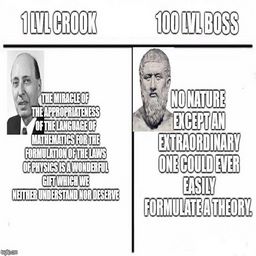 1 LVL CROOK
100 LVL BOSS
THE MIRACLE OF
THE APPROPRIATENESS
OF THE LANGUAGE OF
MATHEMATICS FOR THE
FORMULATION OF THE LAWS
OF PHYSICS IS A WONDERFUL
GIFT WHICH WE
NEITHER UNDERSTAND NOR DESERVE
NO NATURE
EXCEPT AN
EXTRAORDINARY
ONE COULD EVER
EASILY
FORMULATE A THEORY.
imgflip.com